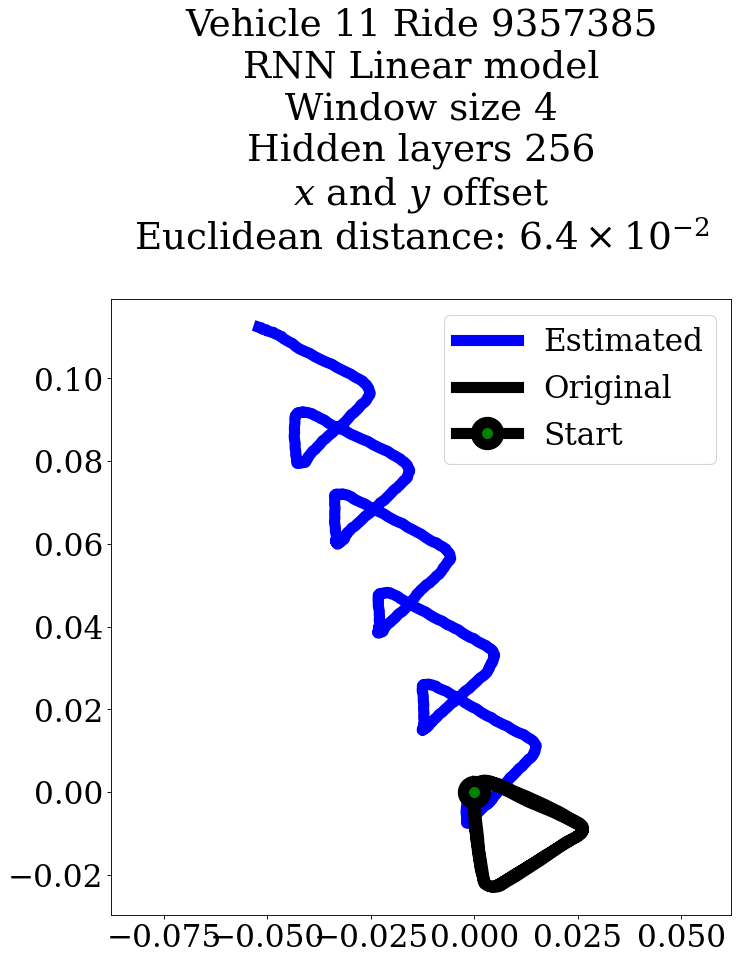 Vehicle 11 Ride 9357385
RNN Linear model
Window size 4
Hidden layers 256
x and y offset
Euclidean distance: 6.4 × 10⁻²
Estimated
Original
Start
0.10
0.08
0.06
0.04
0.02
0.00
−0.02
−0.075 −0.050 −0.025 0.000 0.025 0.050